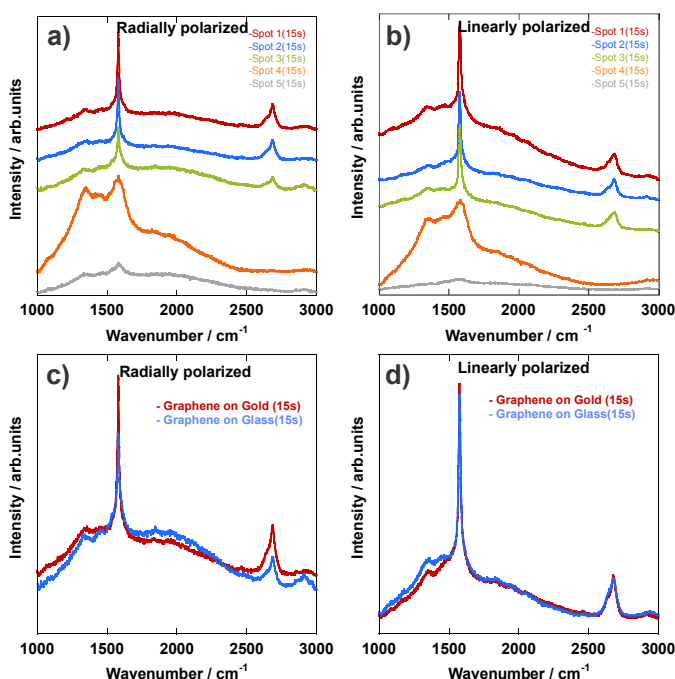 a) Radially polarized
-Spot 1(15s)
-Spot 2(15s)
-Spot 3(15s)
-Spot 4(15s)
-Spot 5(15s)
Intensity / arb.units
1000 1500 2000 2500 3000
Wavenumber / cm-1
b) Linearly polarized
-Spot 1(15s)
-Spot 2(15s)
-Spot 3(15s)
-Spot 4(15s)
-Spot 5(15s)
Intensity / arb.units
1000 1500 2000 2500 3000
Wavenumber / cm-1
c) Radially polarized
- Graphene on Gold (15s)
- Graphene on Glass(15s)
Intensity / arb.units
1000 1500 2000 2500 3000
Wavenumber / cm-1
d) Linearly polarized
- Graphene on Gold (15s)
- Graphene on Glass(15s)
Intensity / arb.units
1000 1500 2000 2500 3000
Wavenumber / cm-1